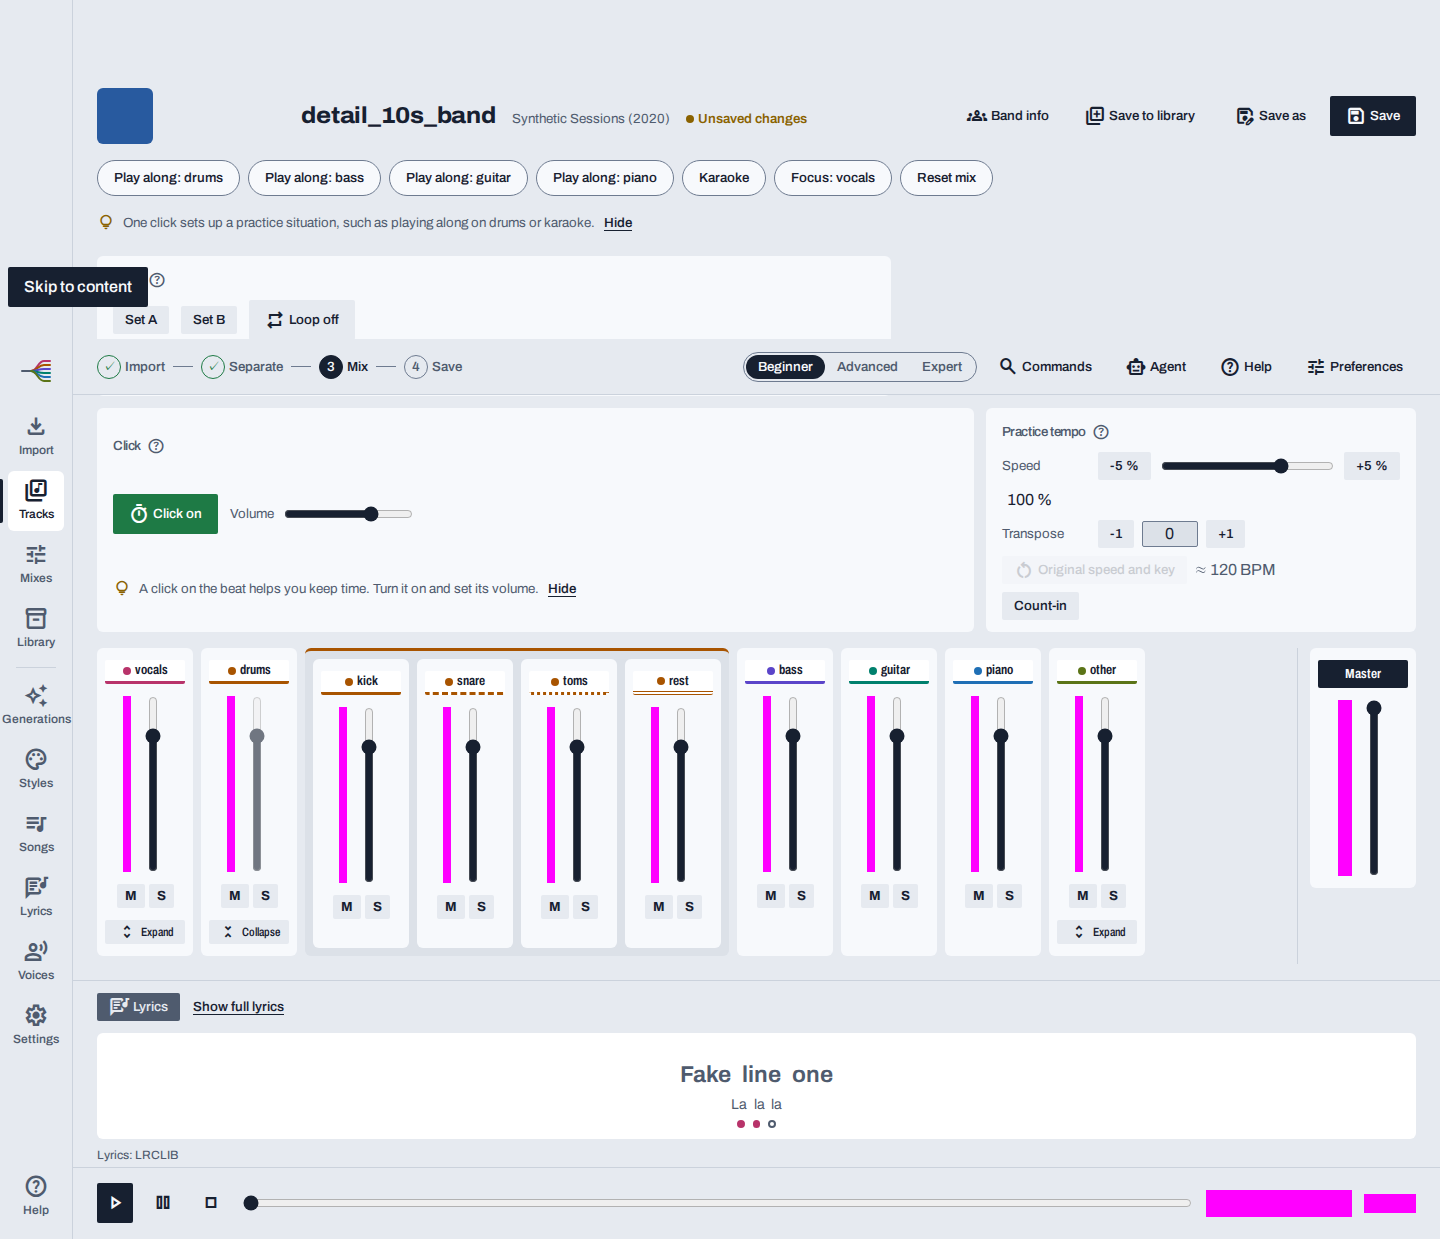 detail_10s_band Synthetic Sessions (2020) Unsaved changes Band info Save to library Save as Save
Play along: drums Play along: bass Play along: guitar Play along: piano Karaoke Focus: vocals Reset mix
One click sets up a practice situation, such as playing along on drums or karaoke. Hide
Skip to content
Set A Set B Loop off
Import Separate 3 Mix 4 Save Beginner Advanced Expert Commands Agent Help Preferences
Import
Tracks
Mixes
Library
Generations
Styles
Songs
Lyrics
Voices
Settings
Help
Click
Click on Volume
A click on the beat helps you keep time. Turn it on and set its volume. Hide
Practice tempo
Speed -5 % +5 %
100 %
Transpose -1 0 +1
Original speed and key ≈ 120 BPM
Count-in
vocals drums kick snare toms rest bass guitar piano other Master
M S M S M S M S M S M S M S M S M S M S
Expand Collapse Expand
Lyrics Show full lyrics
Fake line one
La la la
Lyrics: LRCLIB